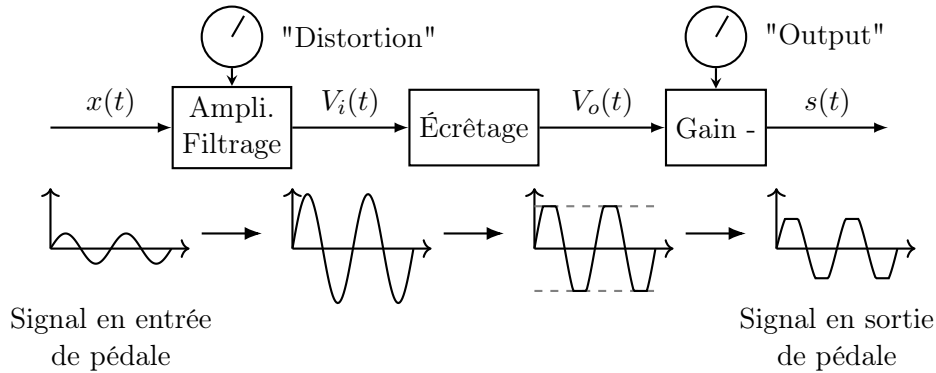 "Distortion"
"Output"
x(t)
Ampli.
Filtrage
V_i(t)
Écrêtage
V_o(t)
Gain -
s(t)
Signal en entrée
de pédale
Signal en sortie
de pédale